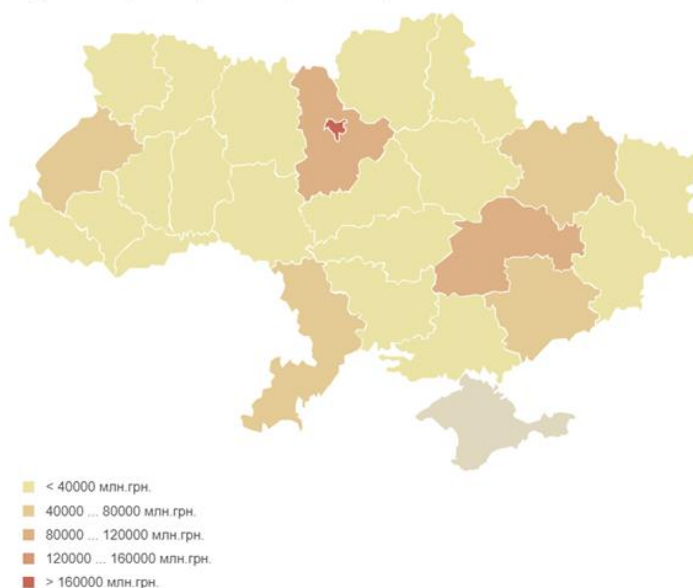 < 40000 млн.грн.
40000 ... 80000 млн.грн.
80000 ... 120000 млн.грн.
120000 ... 160000 млн.грн.
> 160000 млн.грн.